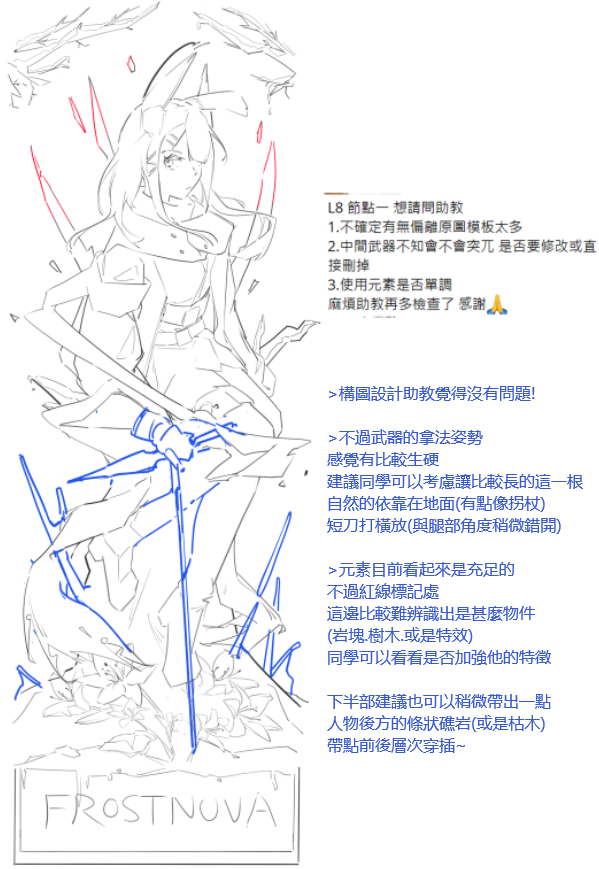 L8 節點一 想請問助教
1.不確定有無偏離原圖模板太多
2.中間武器不知會不會突兀 是否要修改或直
接刪掉
3.使用元素是否單調
麻煩助教再多檢查了 感謝🙏
>構圖設計助教覺得沒有問題!
>不過武器的拿法姿勢
感覺有比較生硬
建議同學可以考慮讓比較長的這一根
自然的依靠在地面(有點像拐杖)
短刀打橫放(與腿部角度稍微錯開)
>元素目前看起來是充足的
不過紅線標記處
這邊比較難辨識出是甚麼物件
(岩塊.樹木.或是特效)
同學可以看看是否加強他的特徵
下半部建議也可以稍微帶出一點
人物後方的條狀礁岩(或是枯木)
帶點前後層次穿插~
FROSTNOVA